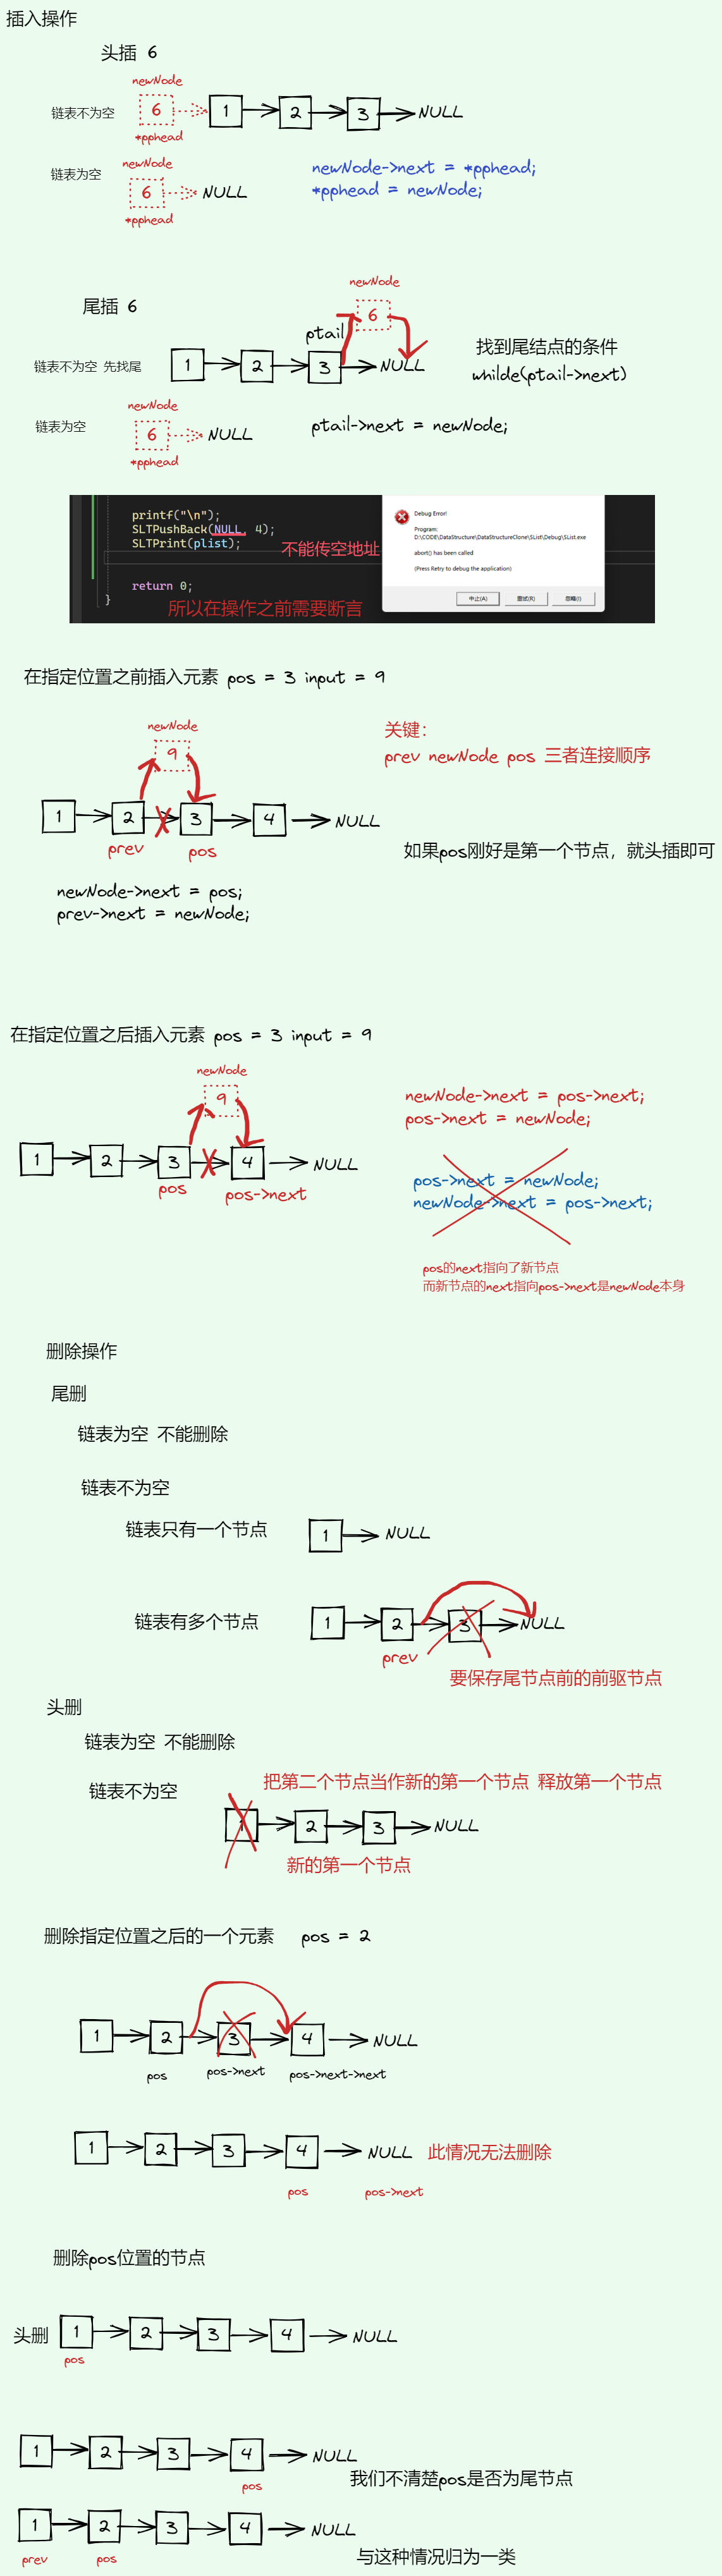 插入操作
头插 6
newNode
链表不为空 6 1 2 3 NULL
*pphead
newNode
链表为空 6 NULL
*pphead
newNode->next = *pphead;
*pphead = newNode;
newNode
尾插 6
6
ptail
链表不为空 先找尾 1 2 3 NULL
找到尾结点的条件
whilde(ptail->next)
newNode
链表为空 6 NULL
*pphead
ptail->next = newNode;
printf("\n");
SLTPushBack(NULL, 4);
SLTPrint(plist);
不能传空地址
return 0;
}
所以在操作之前需要断言
Debug Error!
Program:
D:\CODE\DataStructure\DataStructureClone\SList\Debug\SList.exe
abort() has been called
(Press Retry to debug the application)
中止(A) 重试(R) 忽略(I)
在指定位置之前插入元素 pos = 3 input = 9
newNode
9
关键:
prev newNode pos 三者连接顺序
1 2 3 4 NULL
prev pos
如果pos刚好是第一个节点，就头插即可
newNode->next = pos;
prev->next = newNode;
在指定位置之后插入元素 pos = 3 input = 9
newNode
9
1 2 3 4 NULL
pos pos->next
newNode->next = pos->next;
pos->next = newNode;
pos->next = newNode;
newNode->next = pos->next;
pos的next指向了新节点
而新节点的next指向pos->next是newNode本身
删除操作
尾删
链表为空 不能删除
链表不为空
链表只有一个节点 1 NULL
链表有多个节点 1 2 3 NULL
prev
要保存尾节点前的前驱节点
头删
链表为空 不能删除
链表不为空
把第二个节点当作新的第一个节点 释放第一个节点
1 2 3 NULL
新的第一个节点
删除指定位置之后的一个元素 pos = 2
1 2 3 4 NULL
pos pos->next pos->next->next
1 2 3 4 NULL 此情况无法删除
pos pos->next
删除pos位置的节点
头删 1 2 3 4 NULL
pos
1 2 3 4 NULL
pos
我们不清楚pos是否为尾节点
1 2 3 4 NULL
prev pos
与这种情况归为一类